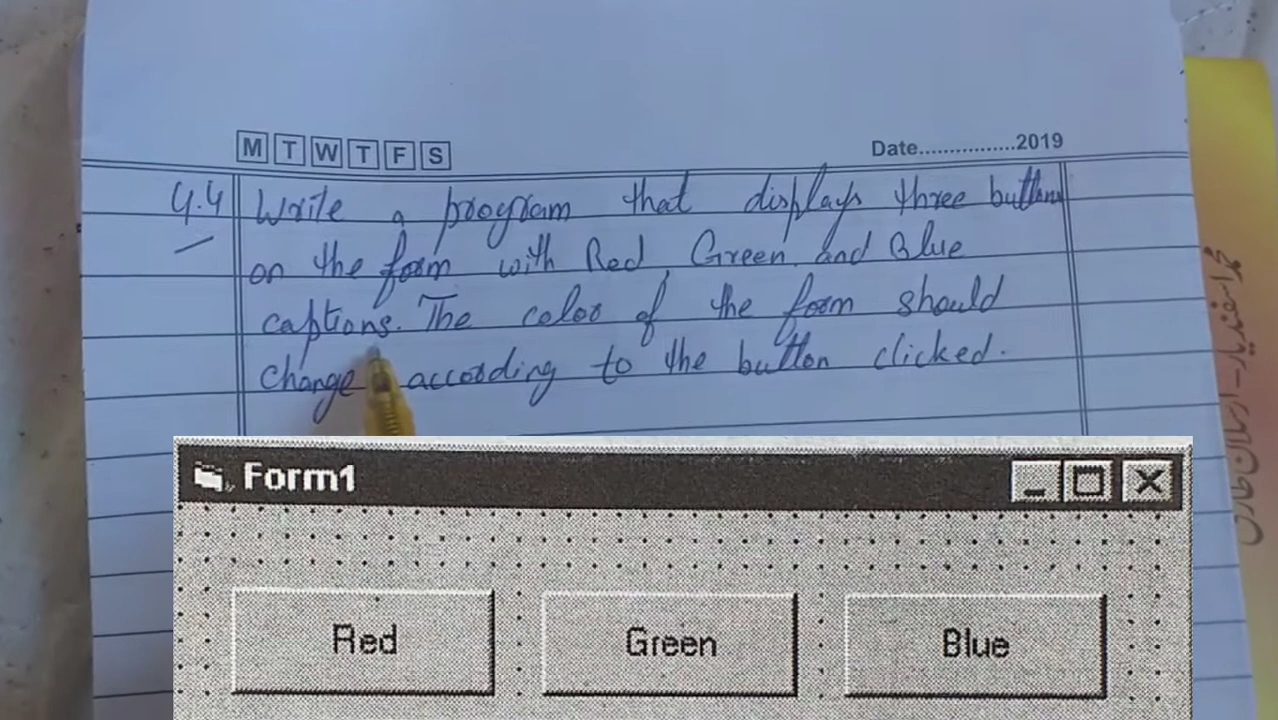 M T W T F S
Date................2019
4.4 Write a program that displays three buttons
on the form with Red, Green and Blue
captions. The color of the form should
change according to the button clicked.
Form1
Red Green Blue